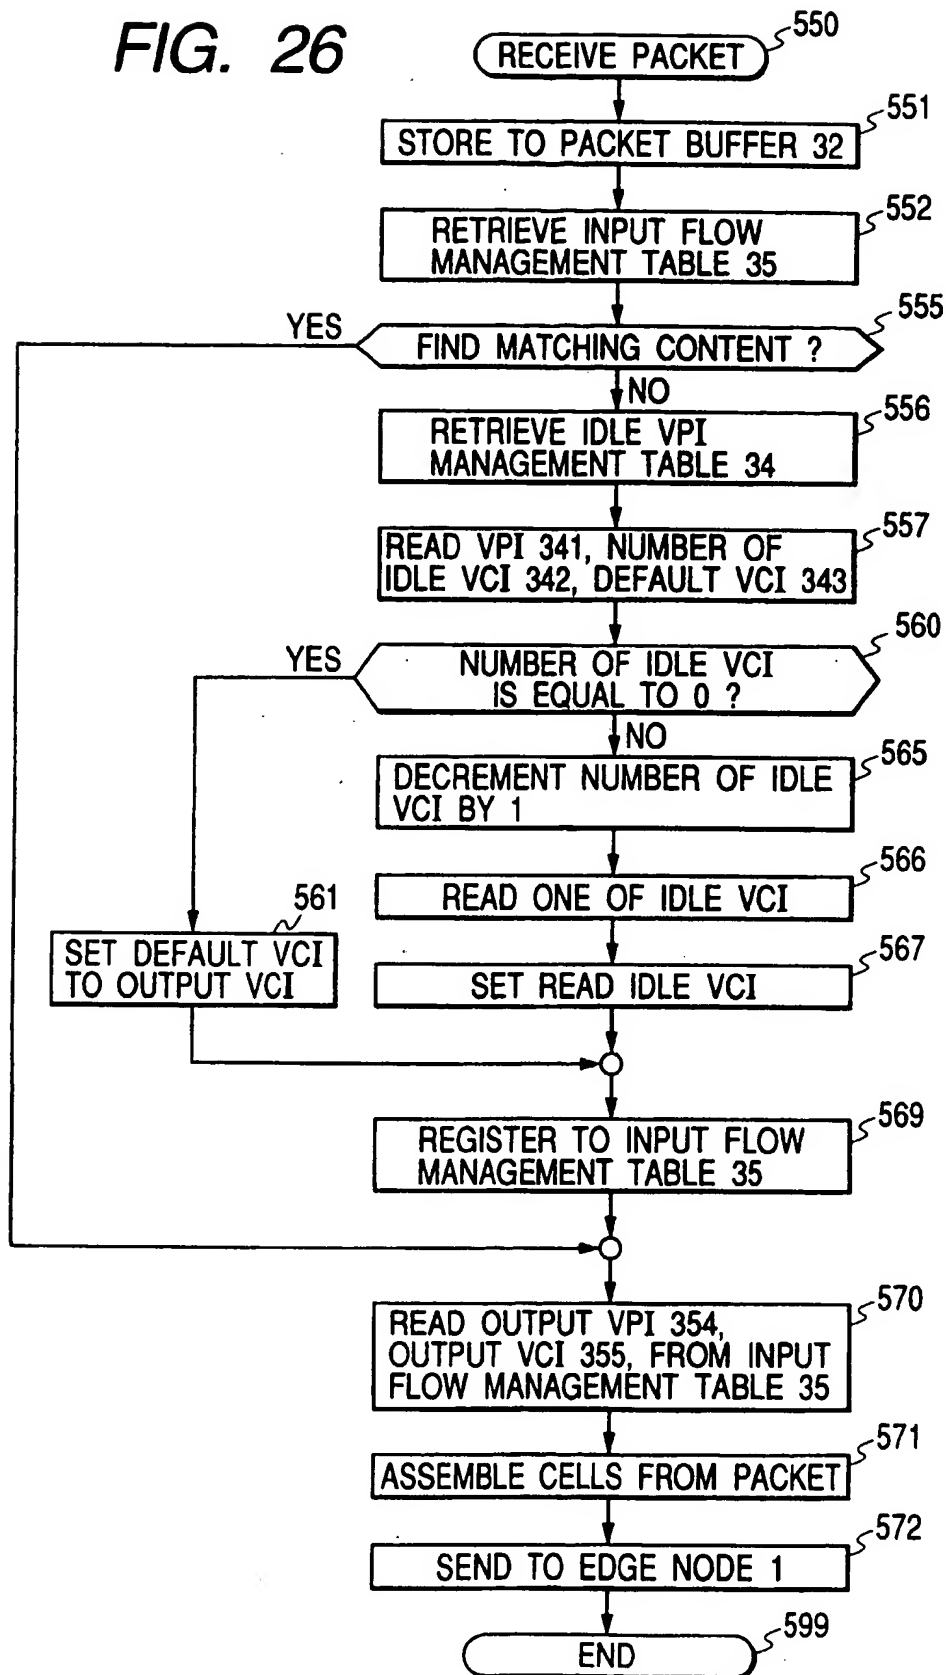 FIG. 26
RECEIVE PACKET
550
551
STORE TO PACKET BUFFER 32
552
RETRIEVE INPUT FLOW
MANAGEMENT TABLE 35
555
YES
FIND MATCHING CONTENT ?
NO
556
RETRIEVE IDLE VPI
MANAGEMENT TABLE 34
557
READ VPI 341, NUMBER OF
IDLE VCI 342, DEFAULT VCI 343
560
YES
NUMBER OF IDLE VCI
IS EQUAL TO 0 ?
NO
565
DECREMENT NUMBER OF IDLE
VCI BY 1
566
READ ONE OF IDLE VCI
561
SET DEFAULT VCI
TO OUTPUT VCI
567
SET READ IDLE VCI
569
REGISTER TO INPUT FLOW
MANAGEMENT TABLE 35
570
READ OUTPUT VPI 354,
OUTPUT VCI 355, FROM INPUT
FLOW MANAGEMENT TABLE 35
571
ASSEMBLE CELLS FROM PACKET
572
SEND TO EDGE NODE 1
599
END